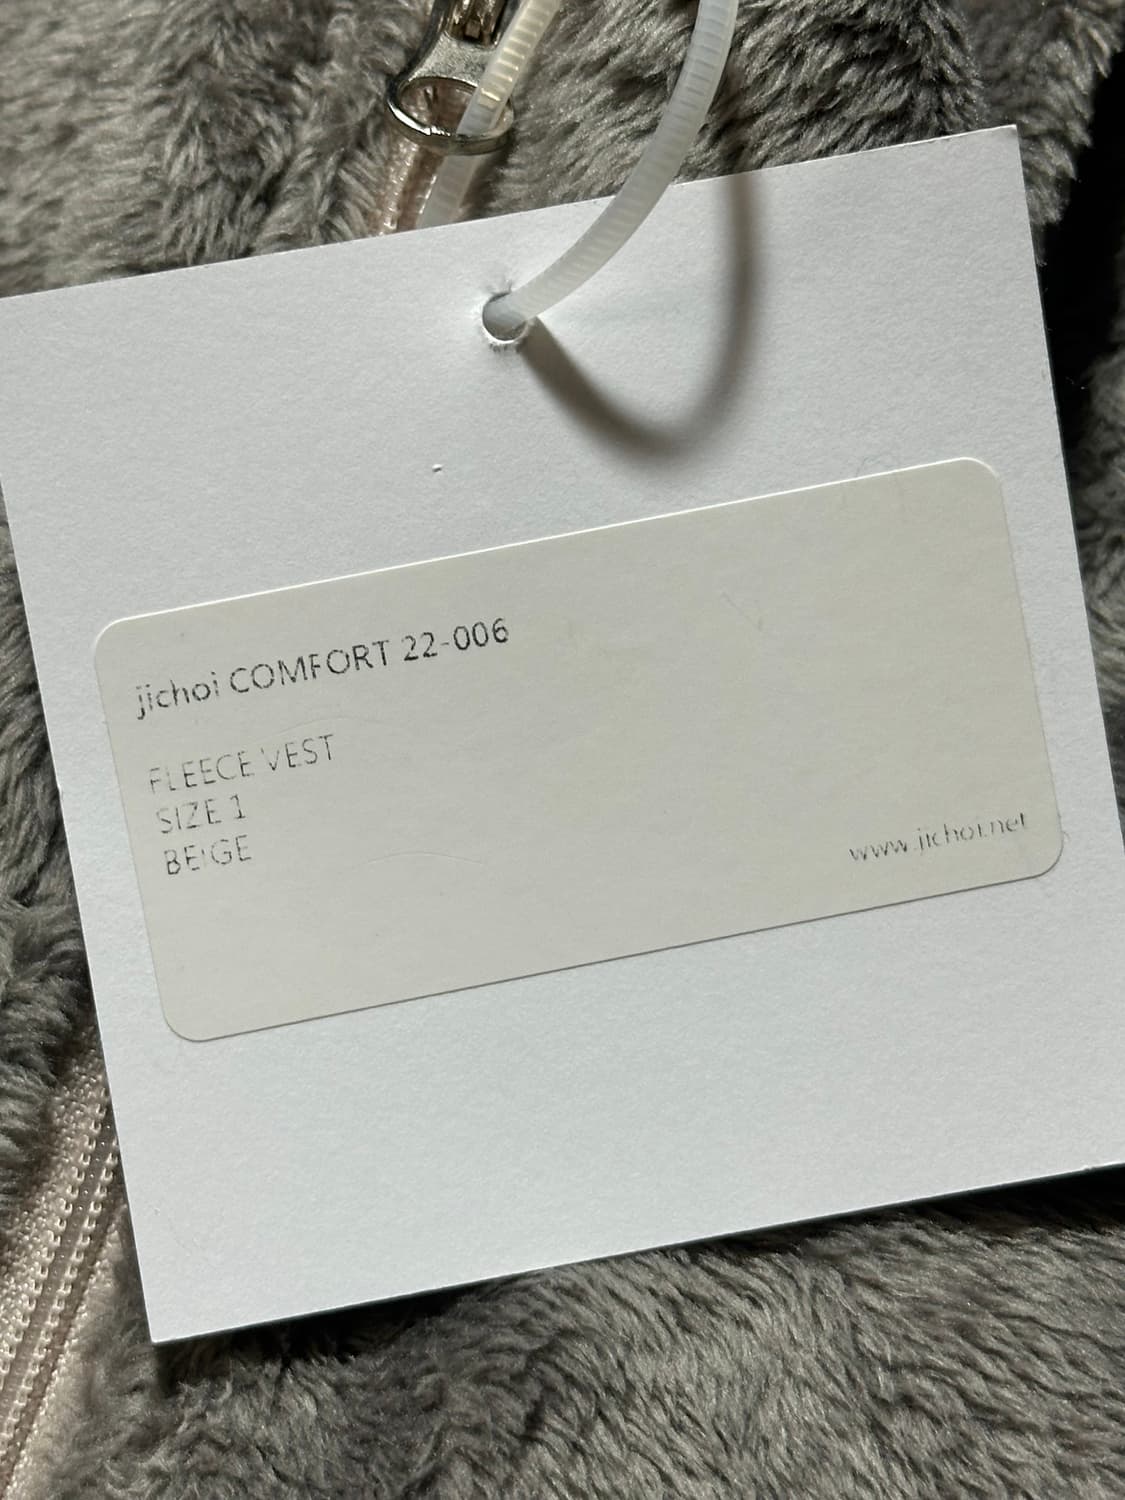 jichoi COMFORT 22-006
FLEECE VEST
SIZE 1
BEIGE
www.jichoi.net